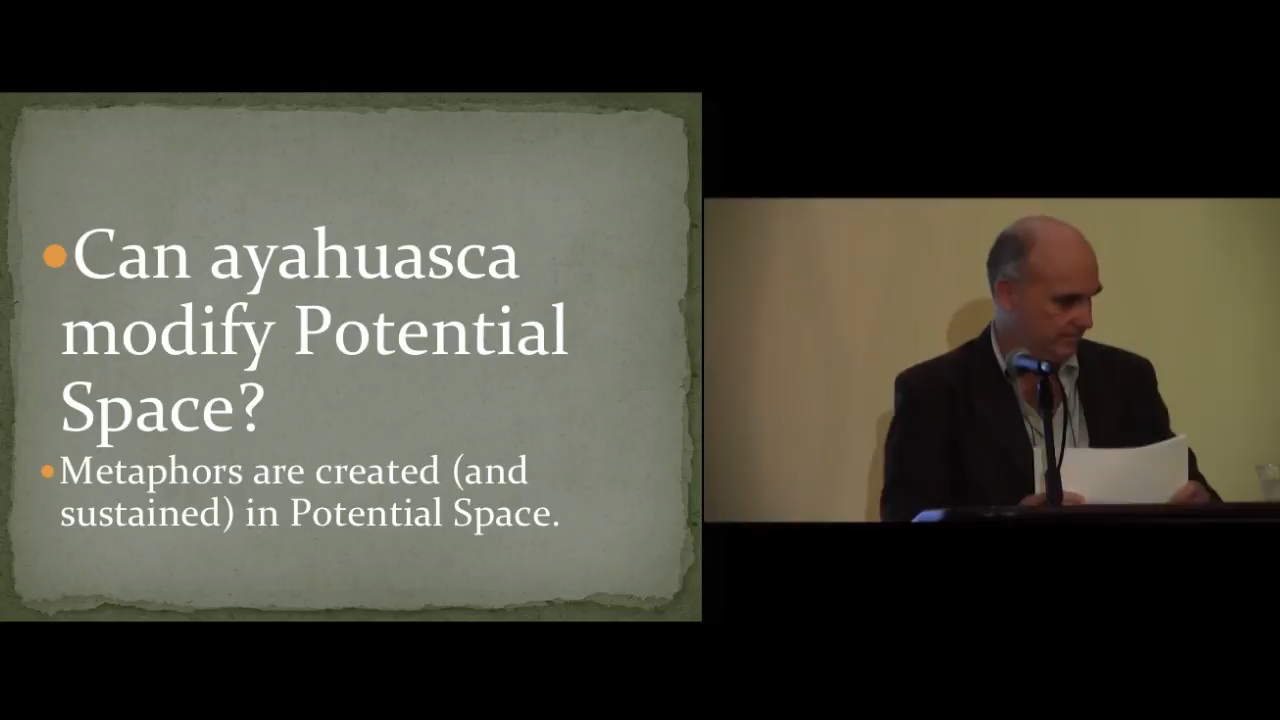 •Can ayahuasca
modify Potential
Space?
•Metaphors are created (and
sustained) in Potential Space.